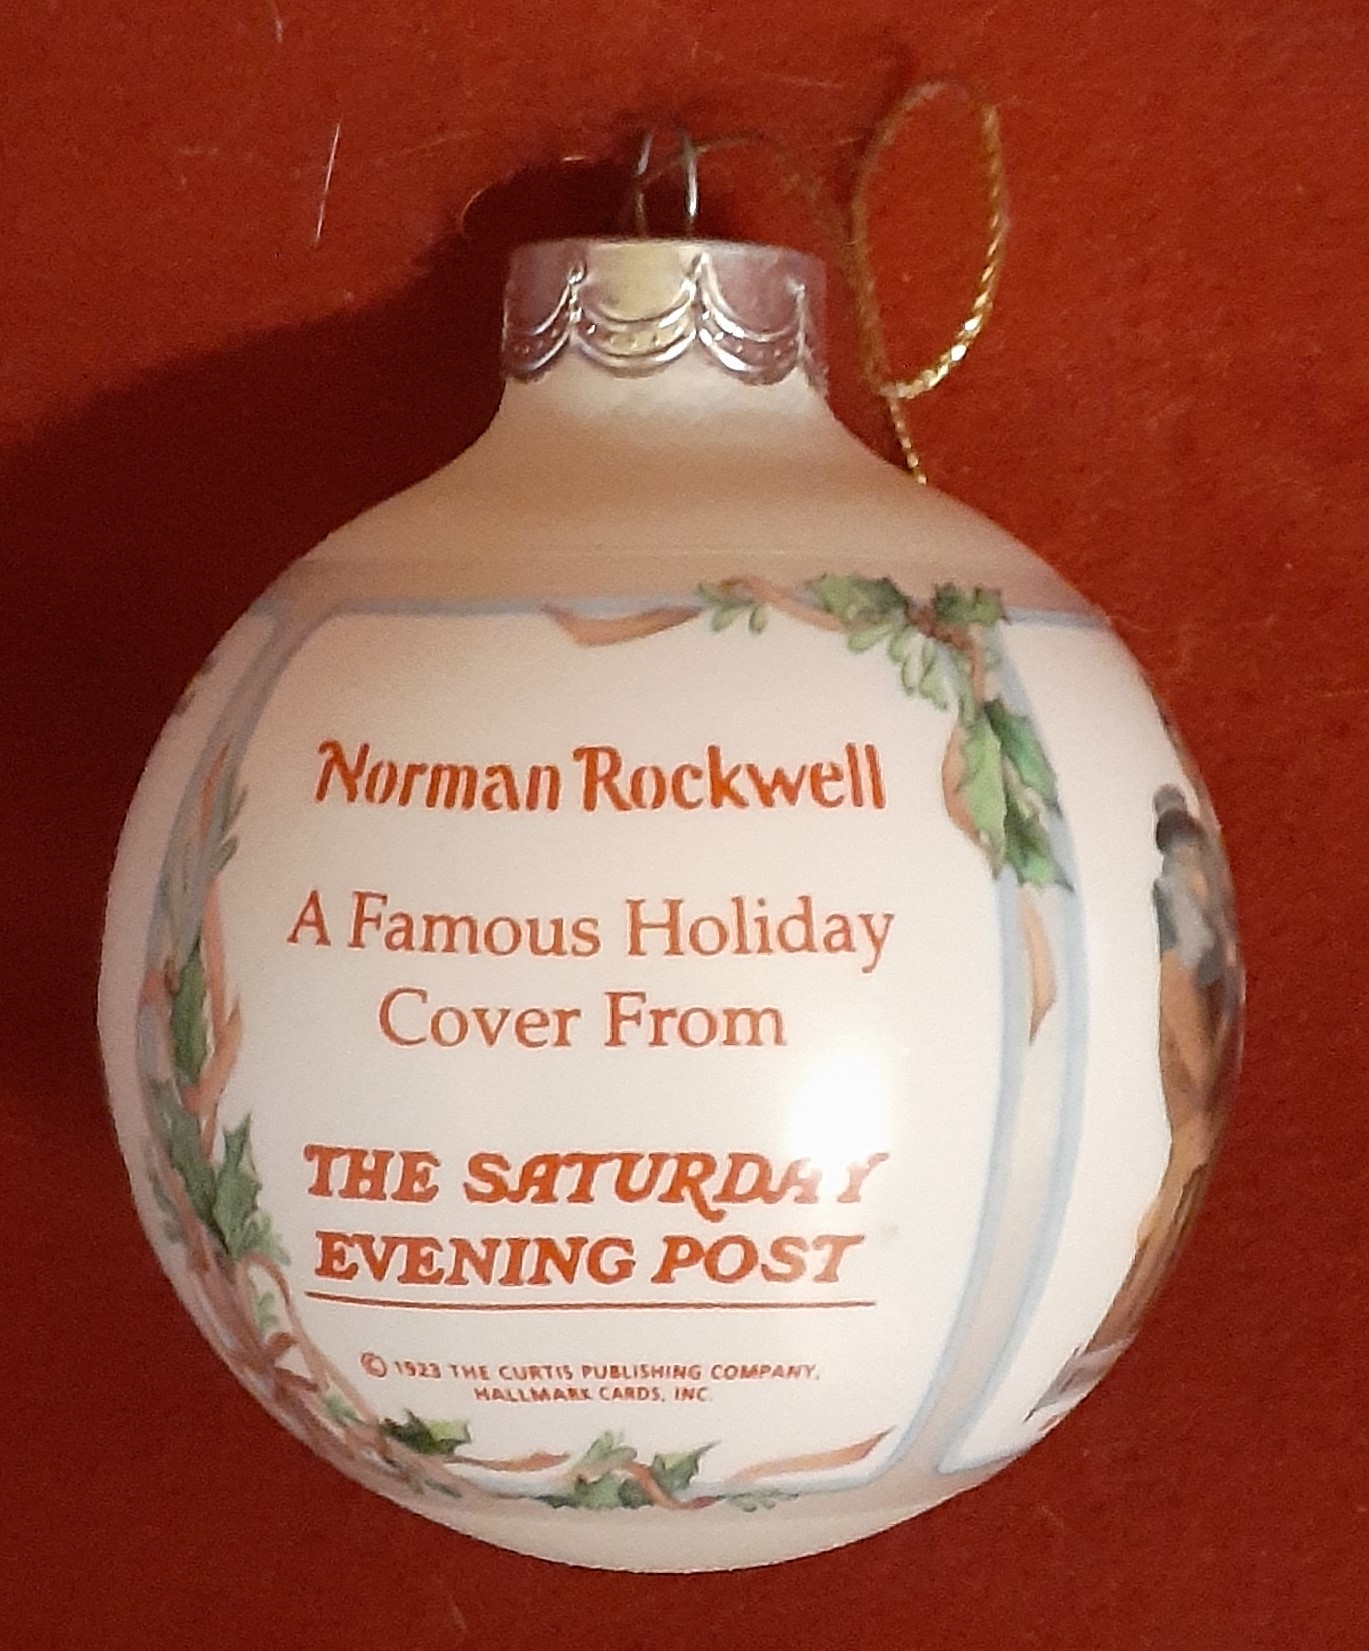 Norman Rockwell
A Famous Holiday
Cover From
THE SATURDAY
EVENING POST
© 1923 THE CURTIS PUBLISHING COMPANY,
HALLMARK CARDS, INC.